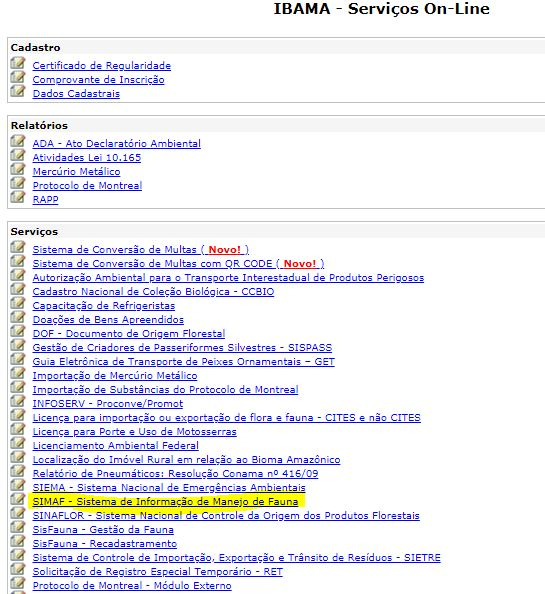 IBAMA - Serviços On-Line
Cadastro
Certificado de Regularidade
Comprovante de Inscrição
Dados Cadastrais
Relatórios
ADA - Ato Declaratório Ambiental
Atividades Lei 10.165
Mercúrio Metálico
Protocolo de Montreal
RAPP
Serviços
Sistema de Conversão de Multas ( Novo! )
Sistema de Conversão de Multas com QR CODE ( Novo! )
Autorização Ambiental para o Transporte Interestadual de Produtos Perigosos
Cadastro Nacional de Coleção Biológica - CCBIO
Capacitação de Refrigeristas
Doações de Bens Apreendidos
DOF - Documento de Origem Florestal
Gestão de Criadores de Passeriformes Silvestres - SISPASS
Guia Eletrônica de Transporte de Peixes Ornamentais – GET
Importação de Mercúrio Metálico
Importação de Substâncias do Protocolo de Montreal
INFOSERV - Proconve/Promot
Licença para importação ou exportação de flora e fauna - CITES e não CITES
Licença para Porte e Uso de Motosserras
Licenciamento Ambiental Federal
Localização do Imóvel Rural em relação ao Bioma Amazônico
Relatório de Pneumáticos: Resolução Conama nº 416/09
SIEMA - Sistema Nacional de Emergências Ambientais
SIMAF - Sistema de Informação de Manejo de Fauna
SINAFLOR - Sistema Nacional de Controle da Origem dos Produtos Florestais
SisFauna - Gestão da Fauna
SisFauna - Recadastramento
Sistema de Controle de Importação, Exportação e Trânsito de Resíduos - SIETRE
Solicitação de Registro Especial Temporário - RET
Protocolo de Montreal - Módulo Externo